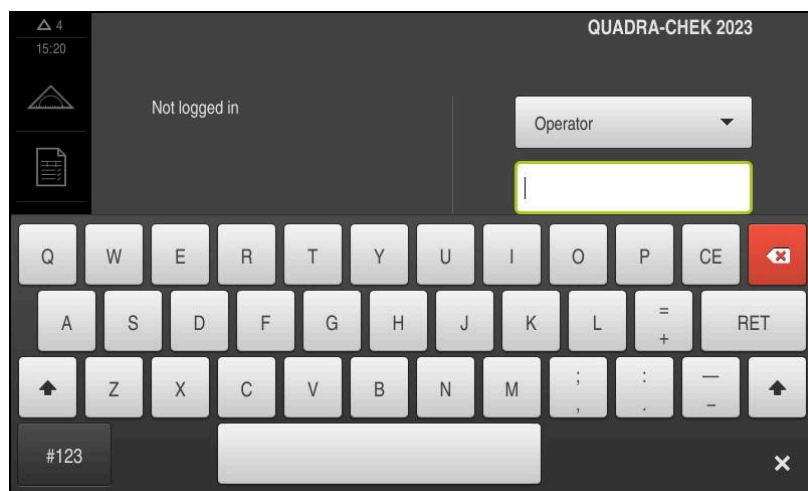 4
QUADRA-CHEK 2023
15:20
Not logged in
Operator
Q W E R T Y U I O P CE
A S D F G H J K L = + RET
Z X C V B N M ; , : . — –
#123